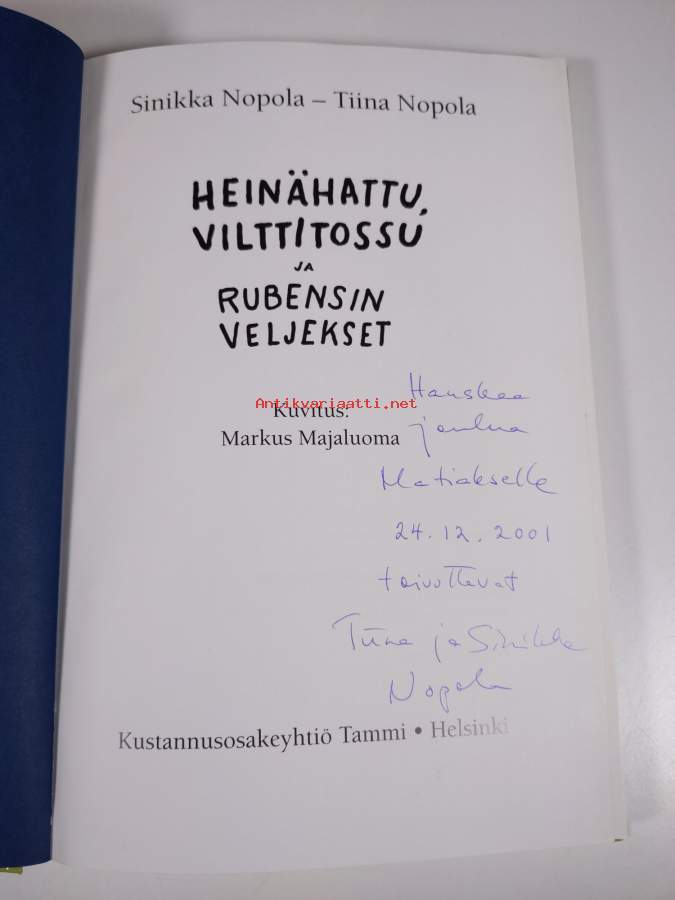 Sinikka Nopola – Tiina Nopola
HEINÄHATTU,
VILTTITOSSU
JA
RUBENSIN
VELJEKSET
Kuvitus:
Markus Majaluoma
Antikvariaatti.net
Hauskaa
joulua
Matiakselle
24.12.2001
toivottavat
Tiina ja Sinikka
Nopola
Kustannusosakeyhtiö Tammi • Helsinki